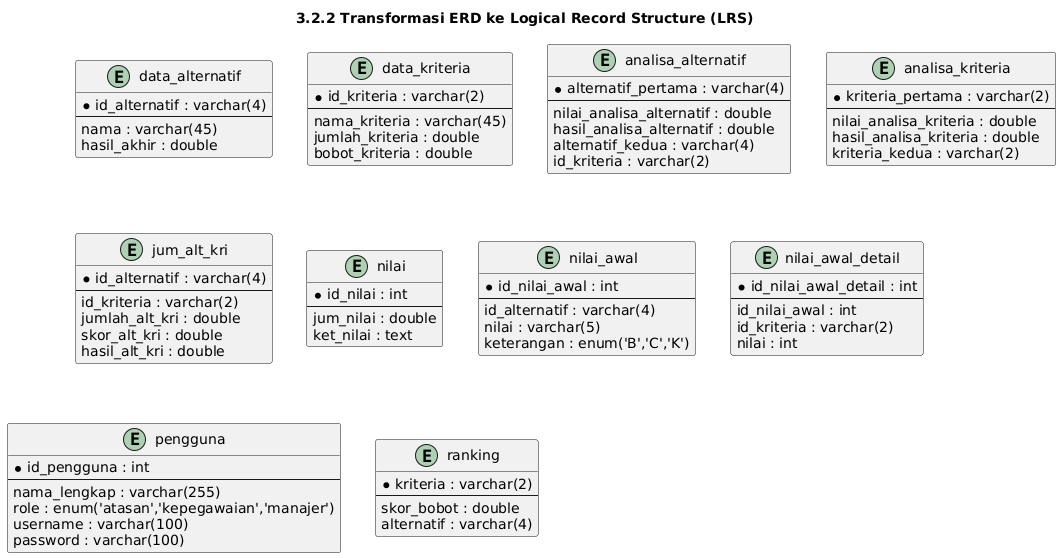 3.2.2 Transformasi ERD ke Logical Record Structure (LRS)
E data_alternatif
id_alternatif : varchar(4)
nama : varchar(45)
hasil_akhir : double
E data_kriteria
id_kriteria : varchar(2)
nama_kriteria : varchar(45)
jumlah_kriteria : double
bobot_kriteria : double
E analisa_alternatif
alternatif_pertama : varchar(4)
nilai_analisa_alternatif : double
hasil_analisa_alternatif : double
alternatif_kedua : varchar(4)
id_kriteria : varchar(2)
E analisa_kriteria
kriteria_pertama : varchar(2)
nilai_analisa_kriteria : double
hasil_analisa_kriteria : double
kriteria_kedua : varchar(2)
E jum_alt_kri
id_alternatif : varchar(4)
id_kriteria : varchar(2)
jumlah_alt_kri : double
skor_alt_kri : double
hasil_alt_kri : double
E nilai
id_nilai : int
jum_nilai : double
ket_nilai : text
E nilai_awal
id_nilai_awal : int
id_alternatif : varchar(4)
nilai : varchar(5)
keterangan : enum('B','C','K')
E nilai_awal_detail
id_nilai_awal_detail : int
id_nilai_awal : int
id_kriteria : varchar(2)
nilai : int
E pengguna
id_pengguna : int
nama_lengkap : varchar(255)
role : enum('atasan','kepegawaian','manajer')
username : varchar(100)
password : varchar(100)
E ranking
kriteria : varchar(2)
skor_bobot : double
alternatif : varchar(4)